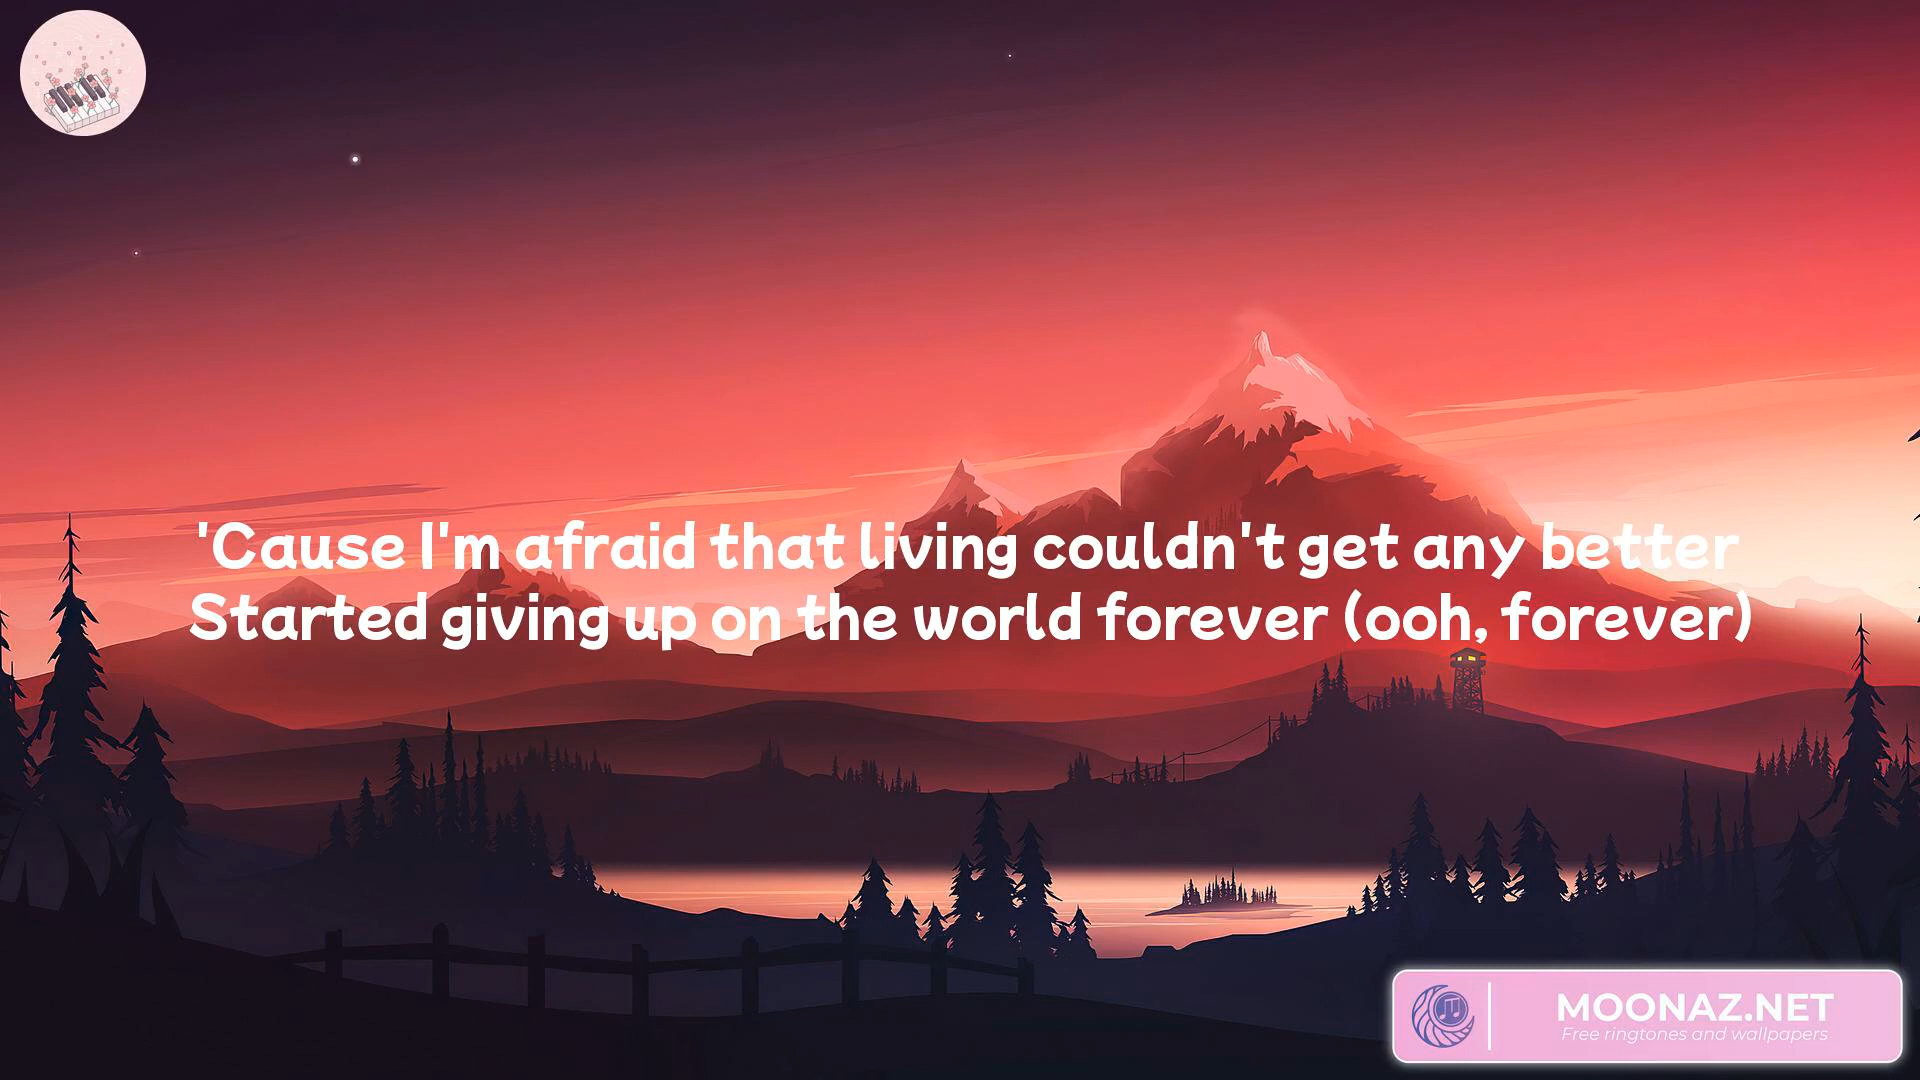 'Cause I'm afraid that living couldn't get any better
Started giving up on the world forever (ooh, forever)
MOONAZ.NET
Free ringtones and wallpapers